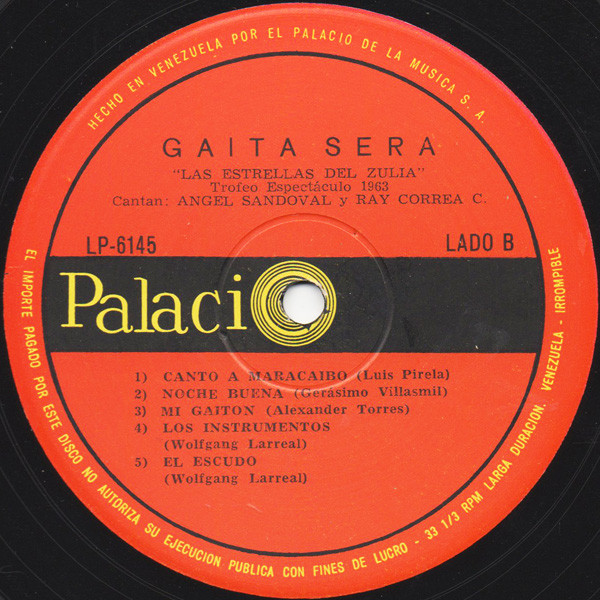 HECHO EN VENEZUELA POR EL PALACIO DE LA MUSICA S. A.
GAITA SERA
"LAS ESTRELLAS DEL ZULIA"
Trofeo Espectáculo 1963
Cantan: ANGEL SANDOVAL y RAY CORREA C.
LP-6145 LADO B
Palacio
1) CANTO A MARACAIBO (Luis Pirela)
2) NOCHE BUENA (Gerásimo Villasmil)
3) MI GAITON (Alexander Torres)
4) LOS INSTRUMENTOS
(Wolfgang Larreal)
5) EL ESCUDO
(Wolfgang Larreal)
EL IMPORTE PAGADO POR ESTE DISCO NO AUTORIZA SU EJECUCION PUBLICA CON FINES DE LUCRO - 33 1/3 RPM LARGA DURACION. VENEZUELA - IRROMPIBLE